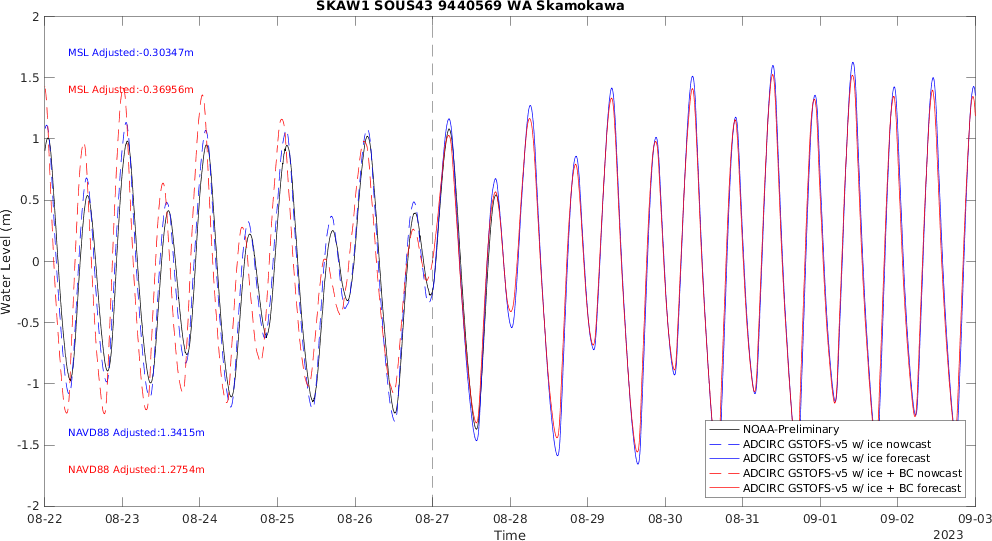 SKAW1 SOUS43 9440569 WA Skamokawa
2
1.5
1
0.5
0
-0.5
-1
-1.5
-2
Water Level (m)
MSL Adjusted:-0.30347m
MSL Adjusted:-0.36956m
NAVD88 Adjusted:1.3415m
NAVD88 Adjusted:1.2754m
NOAA-Preliminary
ADCIRC GSTOFS-v5 w/ ice nowcast
ADCIRC GSTOFS-v5 w/ ice forecast
ADCIRC GSTOFS-v5 w/ ice + BC nowcast
ADCIRC GSTOFS-v5 w/ ice + BC forecast
08-22 08-23 08-24 08-25 08-26 08-27 08-28 08-29 08-30 08-31 09-01 09-02 09-03
Time
2023